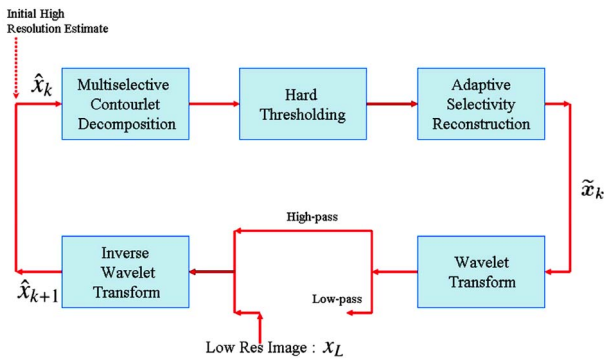 Initial High
Resolution Estimate
x̂ₖ
Multiselective
Contourlet
Decomposition
Hard
Thresholding
Adaptive
Selectivity
Reconstruction
x̃ₖ
High-pass
Inverse
Wavelet
Transform
Wavelet
Transform
x̂ₖ₊₁
Low-pass
Low Res Image : x_L